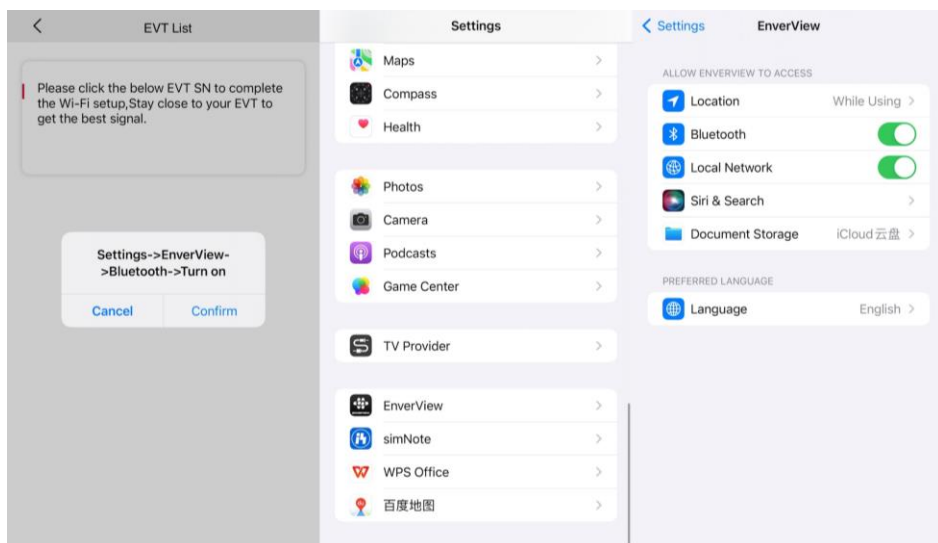 EVT List
Please click the below EVT SN to complete
the Wi-Fi setup,Stay close to your EVT to
get the best signal.
Settings->EnverView-
>Bluetooth->Turn on
Cancel Confirm
Settings
Maps
Compass
Health
Photos
Camera
Podcasts
Game Center
TV Provider
EnverView
simNote
WPS Office
百度地图
Settings EnverView
ALLOW ENVERVIEW TO ACCESS
Location While Using
Bluetooth
Local Network
Siri & Search
Document Storage iCloud云盘
PREFERRED LANGUAGE
Language English